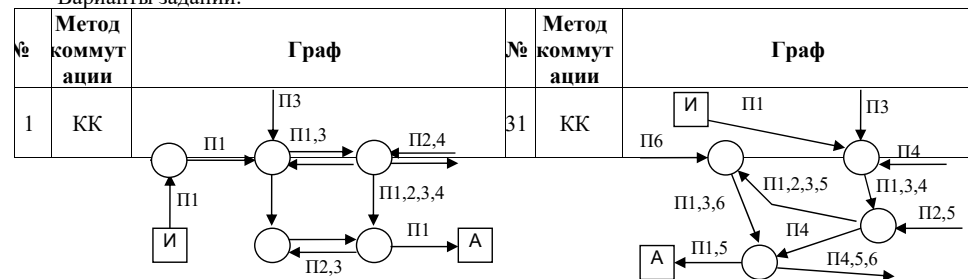 Варианты заданий:
№ Метод коммут ации Граф № Метод коммут ации Граф
1 КК 31 КК
П3
П1,3
П2,4
П1
П1
П1,2,3,4
П1
И
А
П2,3
И
П1
П3
П6
П4
П1,2,3,5
П1,3,4
П1,3,6
П2,5
П4
А
П1,5
П4,5,6